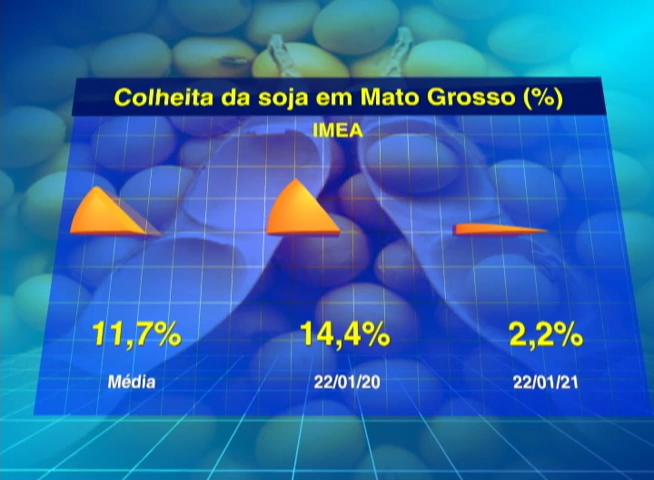 Colheita da soja em Mato Grosso (%)
IMEA
11,7% 14,4% 2,2%
Média 22/01/20 22/01/21